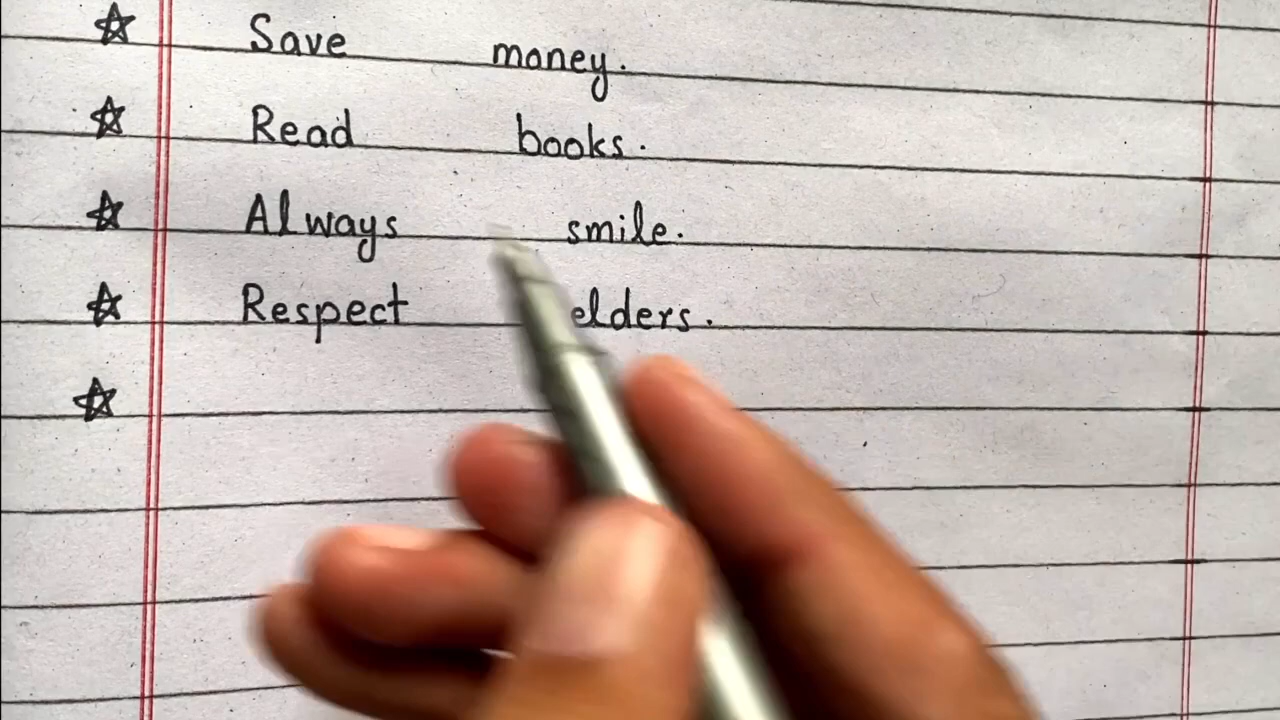 ☆ Save money.
☆ Read books.
☆ Always smile.
☆ Respect elders.
☆